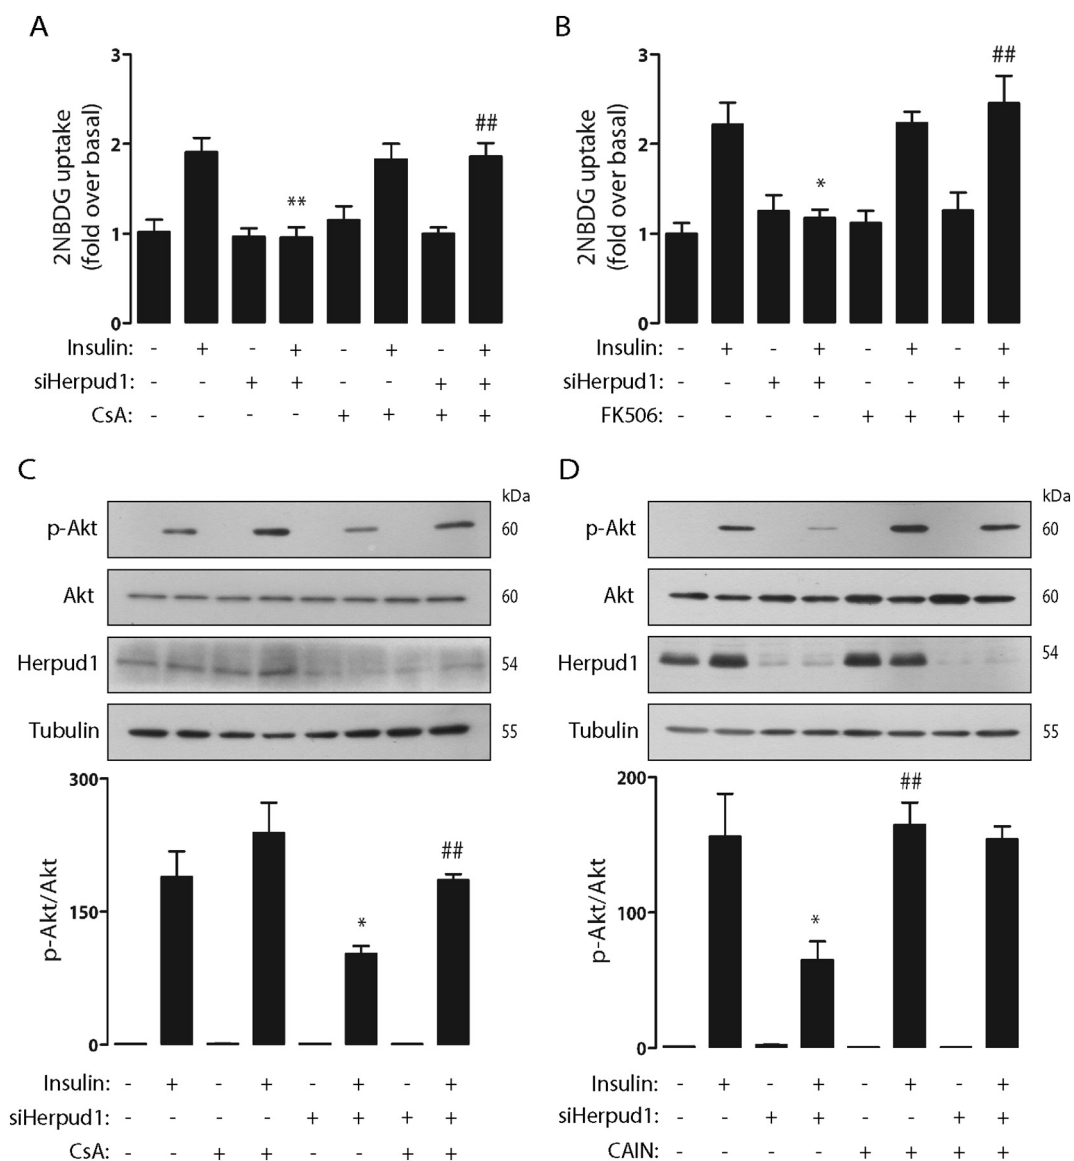 A
2NBDG uptake
(fold over basal)
3
2
1
0
**
##
Insulin: - + - + - + - +
siHerpud1: - - + + - - + +
CsA: - - - - + + + +
B
2NBDG uptake
(fold over basal)
3
2
1
0
*
##
Insulin: - + - + - + - +
siHerpud1: - - + + - - + +
FK506: - - - - + + + +
C
kDa
p-Akt 60
Akt 60
Herpud1 54
Tubulin 55
p-Akt/Akt
300
150
0
*
##
Insulin: - + - + - + - +
siHerpud1: - - - - + + + +
CsA: - - + + - - + +
D
kDa
p-Akt 60
Akt 60
Herpud1 54
Tubulin 55
p-Akt/Akt
200
100
0
*
##
Insulin: - + - + - + - +
siHerpud1: - - + + - - + +
CAIN: - - - - + + + +